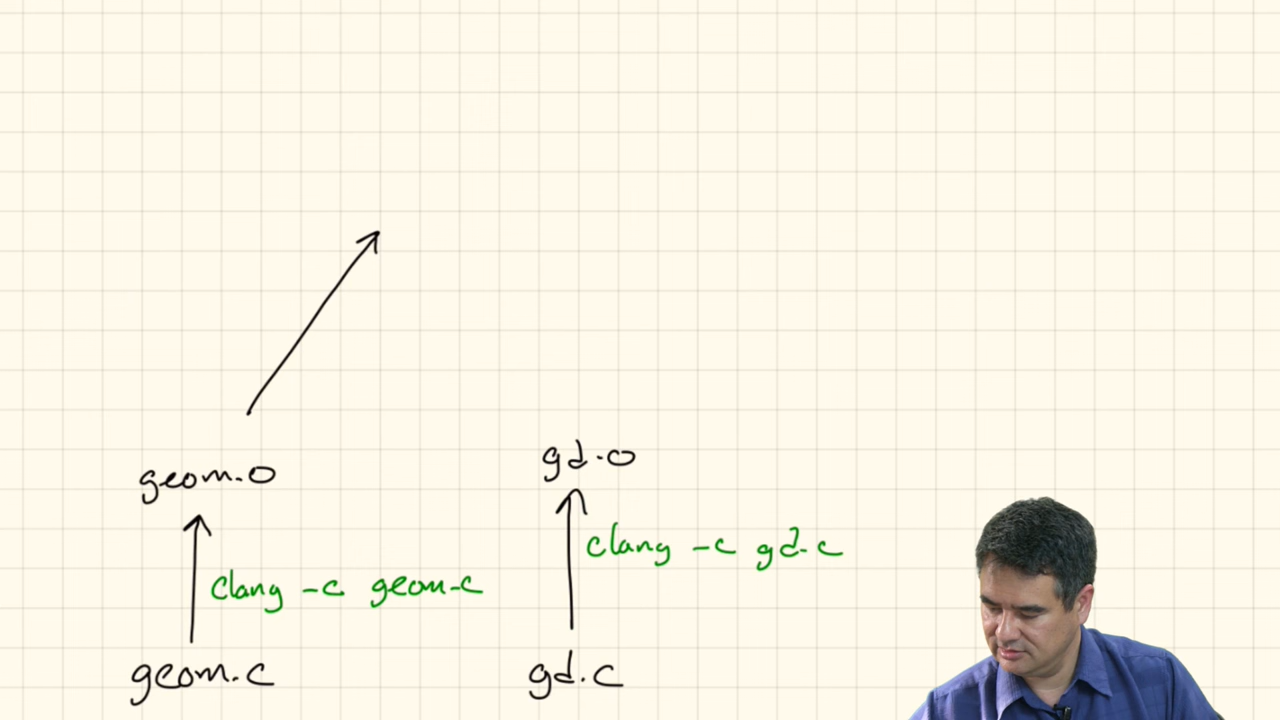 geom.o
gd.o
clang -c gd.c
clang -c geom.c
geom.c
gd.c